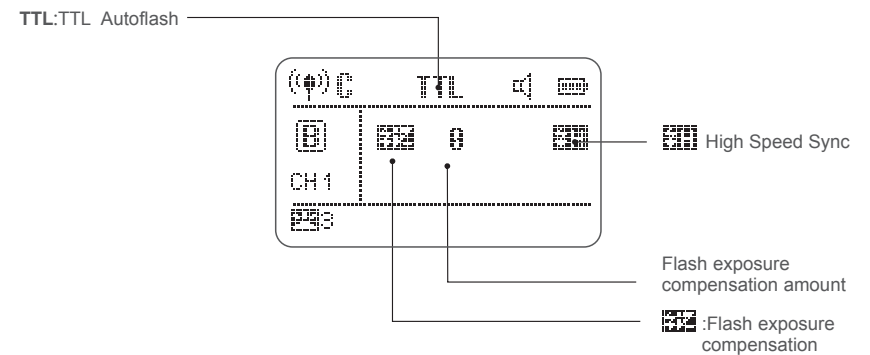 TTL:TTL Autoflash
C TTL
B 0
CH 1
3
High Speed Sync
Flash exposure
compensation amount
:Flash exposure
compensation